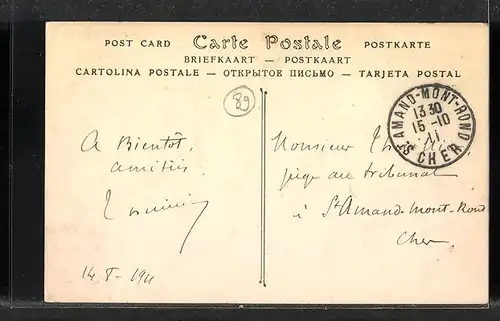 POST CARD Carte Postale POSTKARTE
BRIEFKAART — POSTKAART
CARTOLINA POSTALE — ОТКРЫТОЕ ПИСЬМО — TARJETA POSTAL
89
AMAND-MONT-ROND
13 30
15 -10
11
CHER
A Bientôt,
amitiés
14 X - 1911
Monsieur
juge au tribunal
à St Amand-Mont-Rond
Cher